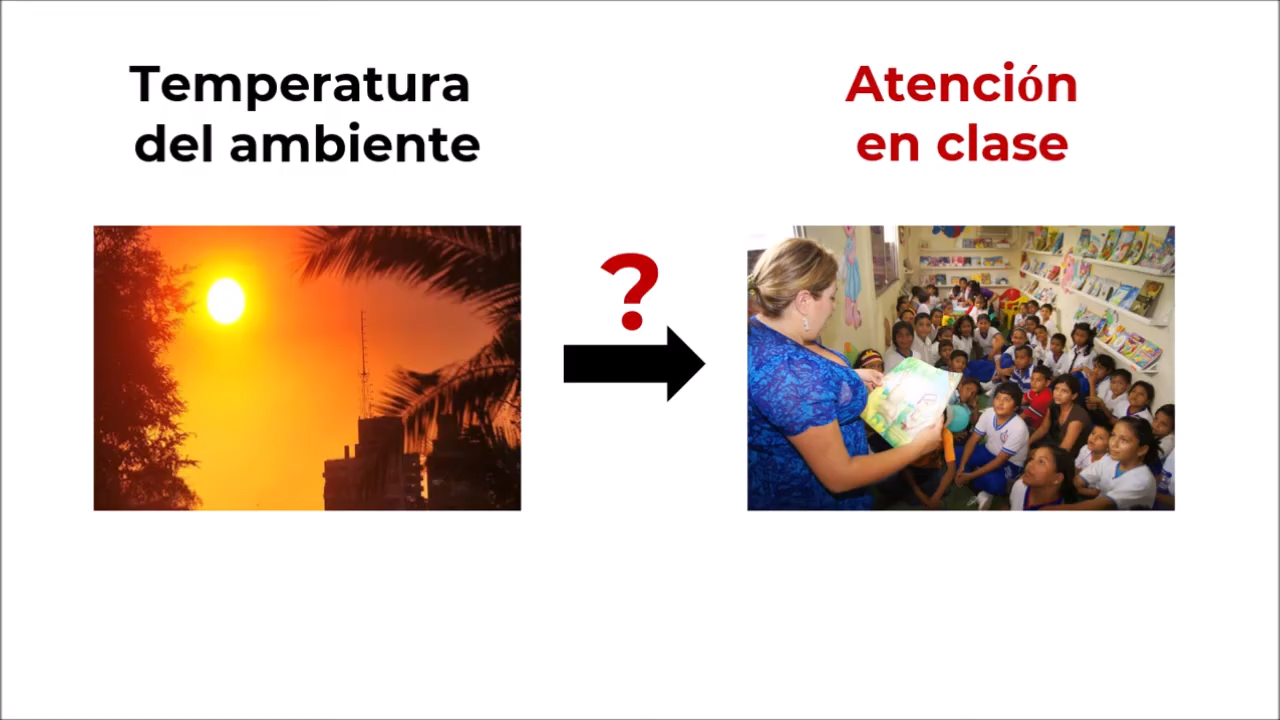 Temperatura
del ambiente
Atención
en clase
?